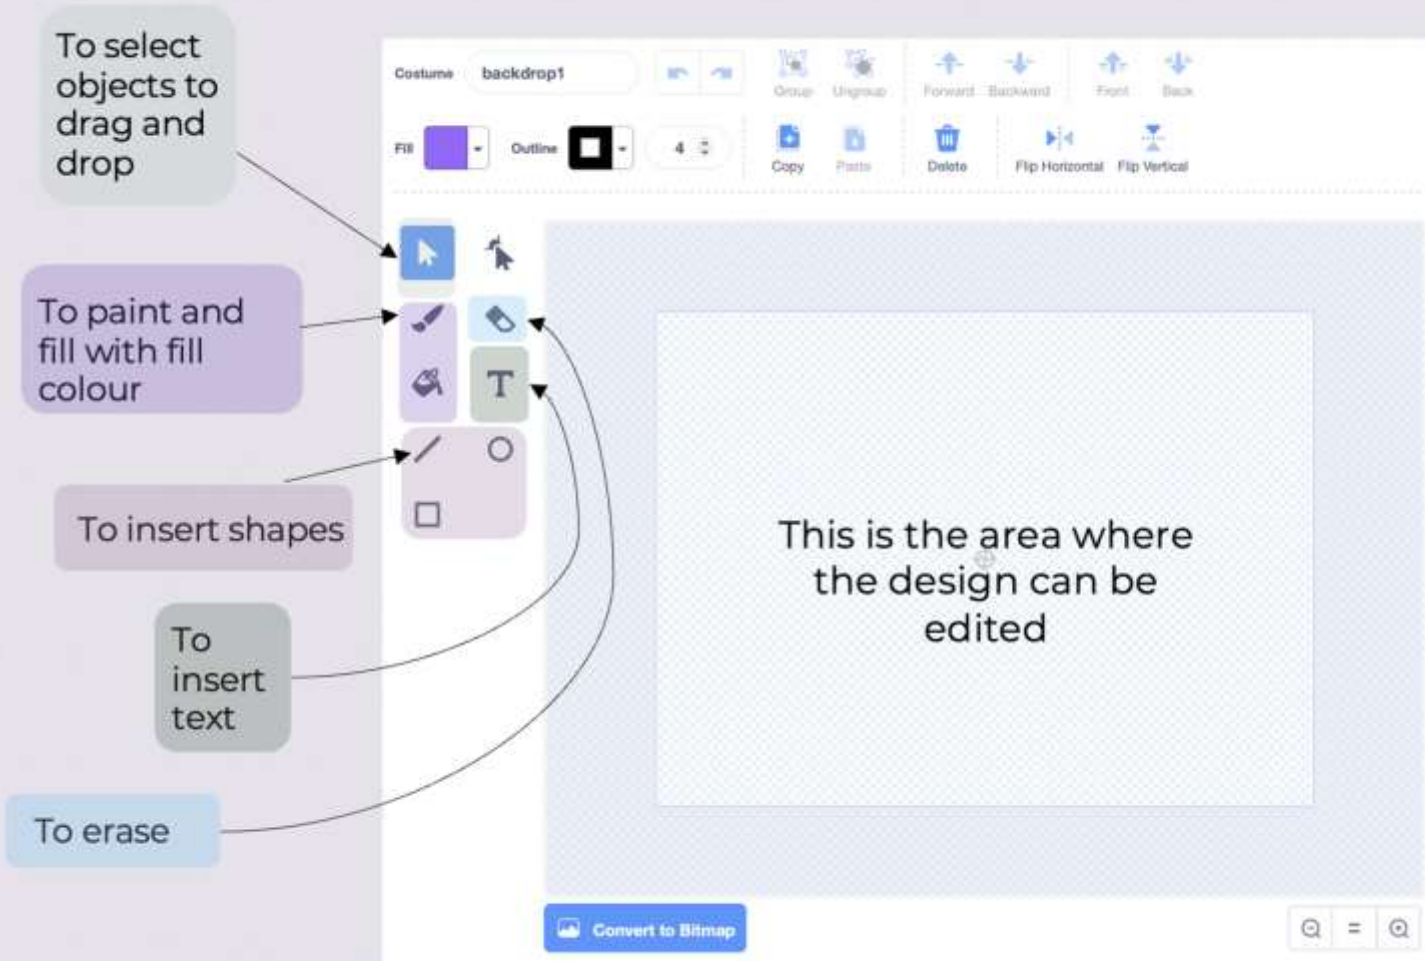 To select
objects to
drag and
drop
To paint and
fill with fill
colour
To insert shapes
To
insert
text
To erase
Costume backdrop1
Group Ungroup Forward Backward Front Back
Fill Outline 4
Copy Paste Delete Flip Horizontal Flip Vertical
T
This is the area where
the design can be
edited
Convert to Bitmap
=